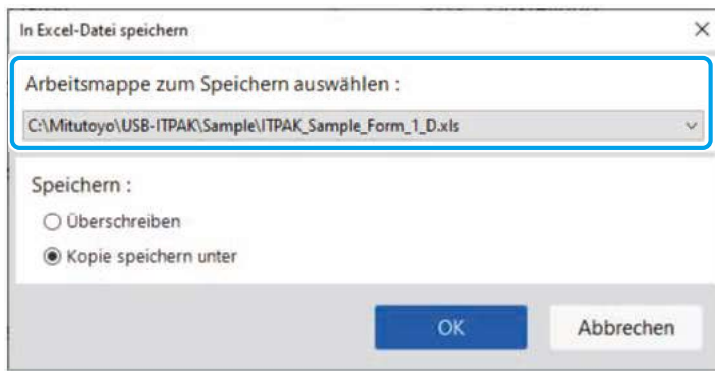 In Excel-Datei speichern
Arbeitsmappe zum Speichern auswählen :
C:\Mitutoyo\USB-ITPAK\Sample\ITPAK_Sample_Form_1_D.xls
Speichern :
Überschreiben
Kopie speichern unter
OK
Abbrechen